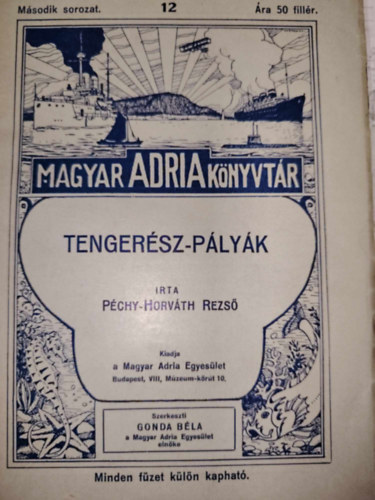 Második sorozat. 12 Ára 50 fillér.
MAGYAR ADRIA KÖNYVTÁR
TENGERÉSZ-PÁLYÁK
IRTA
PÉCHY-HORVÁTH REZSŐ
Kiadja
a Magyar Adria Egyesület
Budapest, VIII, Múzeum-körút 10.
Szerkeszti
GONDA BÉLA
a Magyar Adria Egyesület
elnöke
Minden füzet külön kapható.